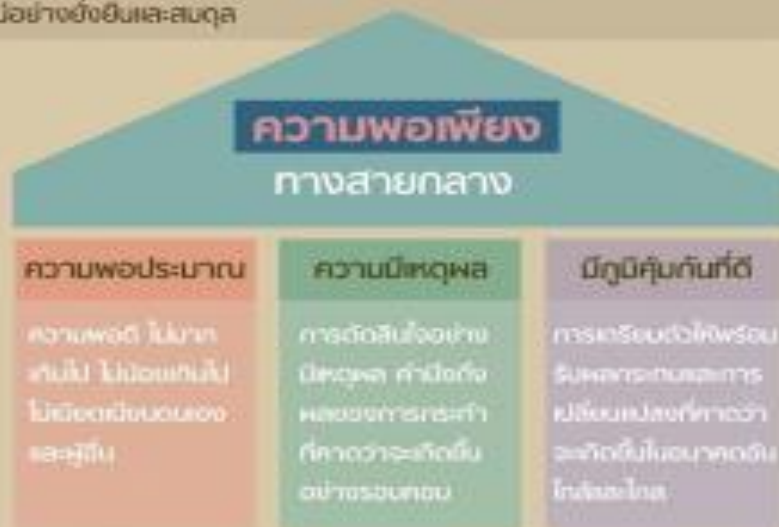 อย่างยั่งยืนและสมดุล
ความพอเพียง
ทางสายกลาง
ความพอประมาณ
ความพอดี ไม่มาก
เกินไป ไม่น้อยเกินไป
ไม่เบียดเบียนตนเอง
และผู้อื่น
ความมีเหตุผล
การตัดสินใจอย่าง
มีเหตุผล คำนึงถึง
ผลของการกระทำ
ที่คาดว่าจะเกิดขึ้น
อย่างรอบคอบ
มีภูมิคุ้มกันที่ดี
การเตรียมตัวให้พร้อม
รับผลกระทบและการ
เปลี่ยนแปลงที่คาดว่า
จะเกิดขึ้นในอนาคตอัน
ใกล้และไกล